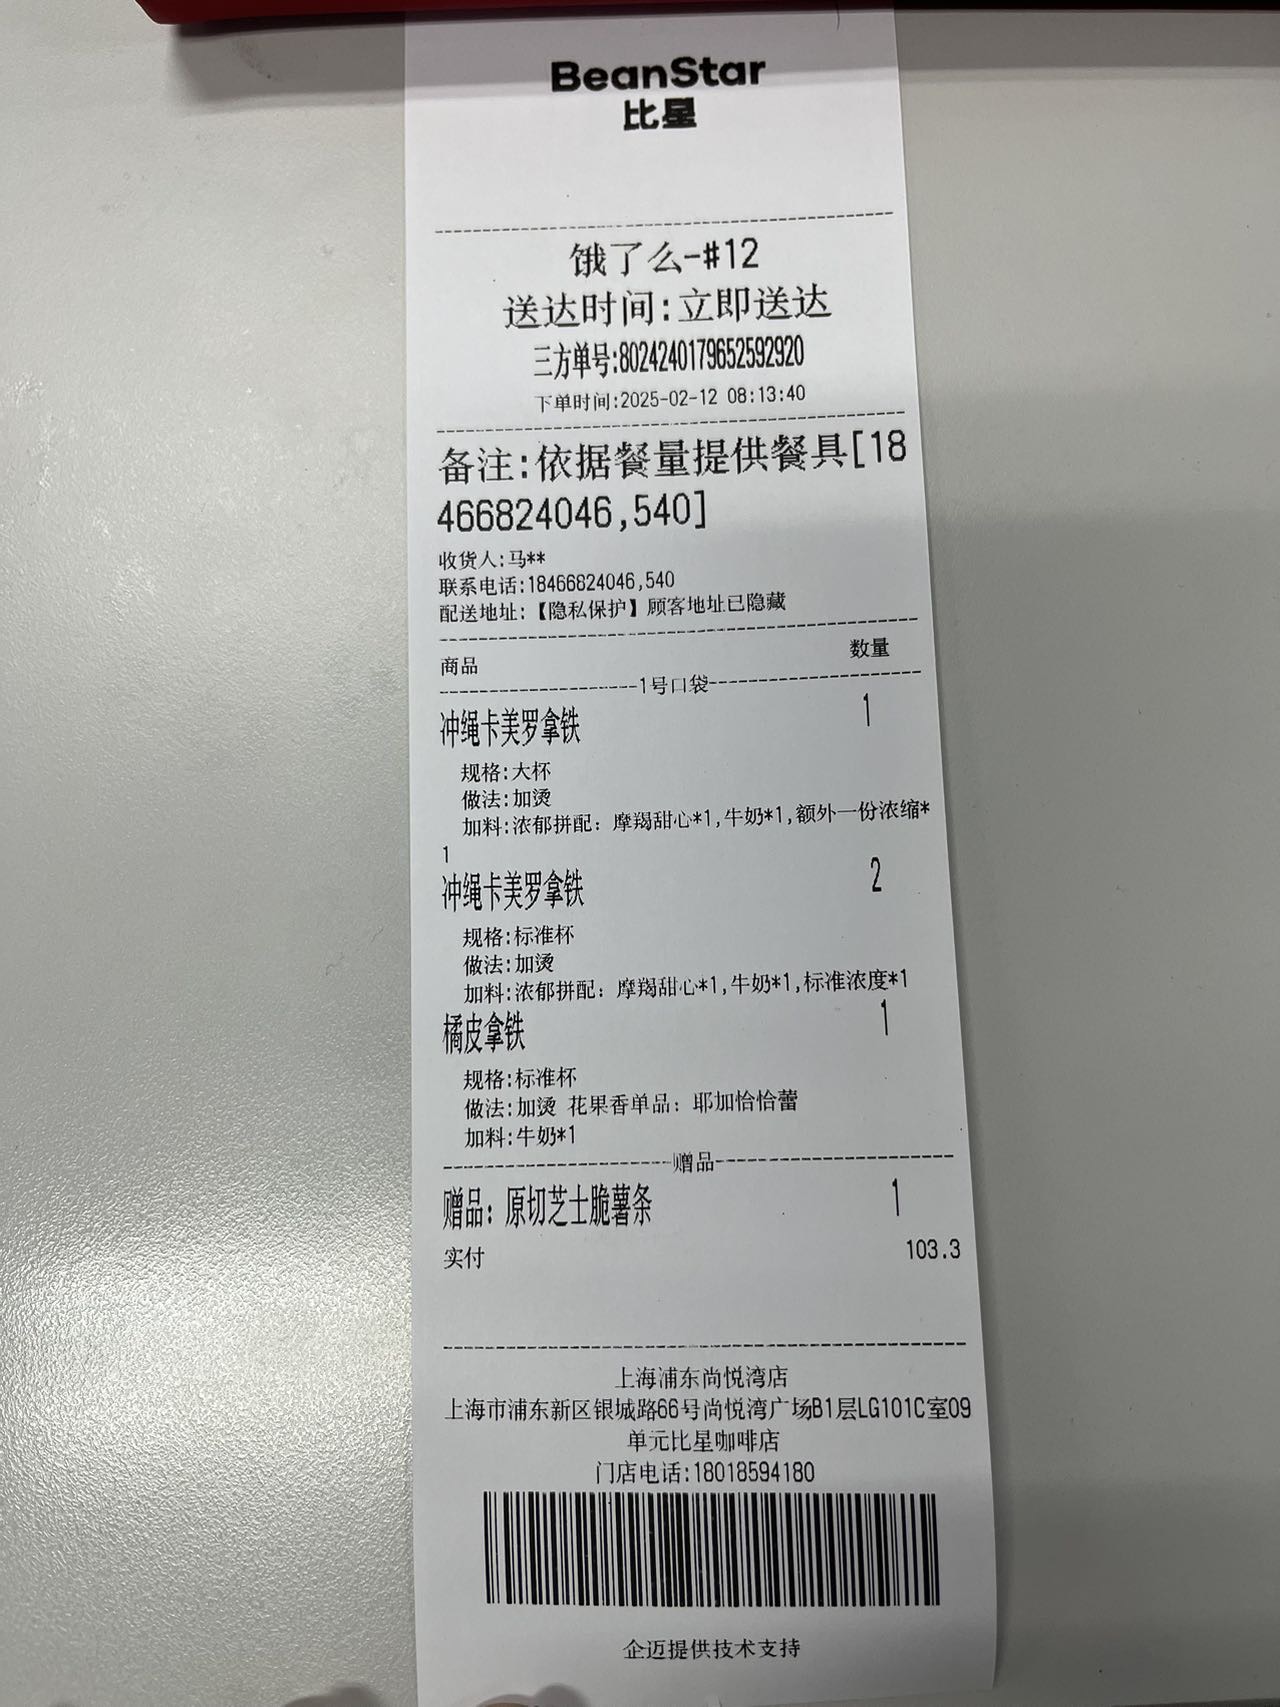 BeanStar
比星
饿了么-#12
送达时间:立即送达
三方单号:8024240179652592920
下单时间:2025-02-12 08:13:40
备注:依据餐量提供餐具[18
466824046,540]
收货人:马**
联系电话:18466824046,540
配送地址:【隐私保护】顾客地址已隐藏
商品 数量
1号口袋
冲绳卡美罗拿铁 1
规格:大杯
做法:加烫
加料:浓郁拼配：摩羯甜心*1,牛奶*1,额外一份浓缩*
1
冲绳卡美罗拿铁 2
规格:标准杯
做法:加烫
加料:浓郁拼配：摩羯甜心*1,牛奶*1,标准浓度*1
橘皮拿铁 1
规格:标准杯
做法:加烫 花果香单品：耶加恰恰蕾
加料:牛奶*1
赠品
赠品：原切芝士脆薯条 1
实付 103.3
上海浦东尚悦湾店
上海市浦东新区银城路66号尚悦湾广场B1层LG101C室09
单元比星咖啡店
门店电话:18018594180
企迈提供技术支持